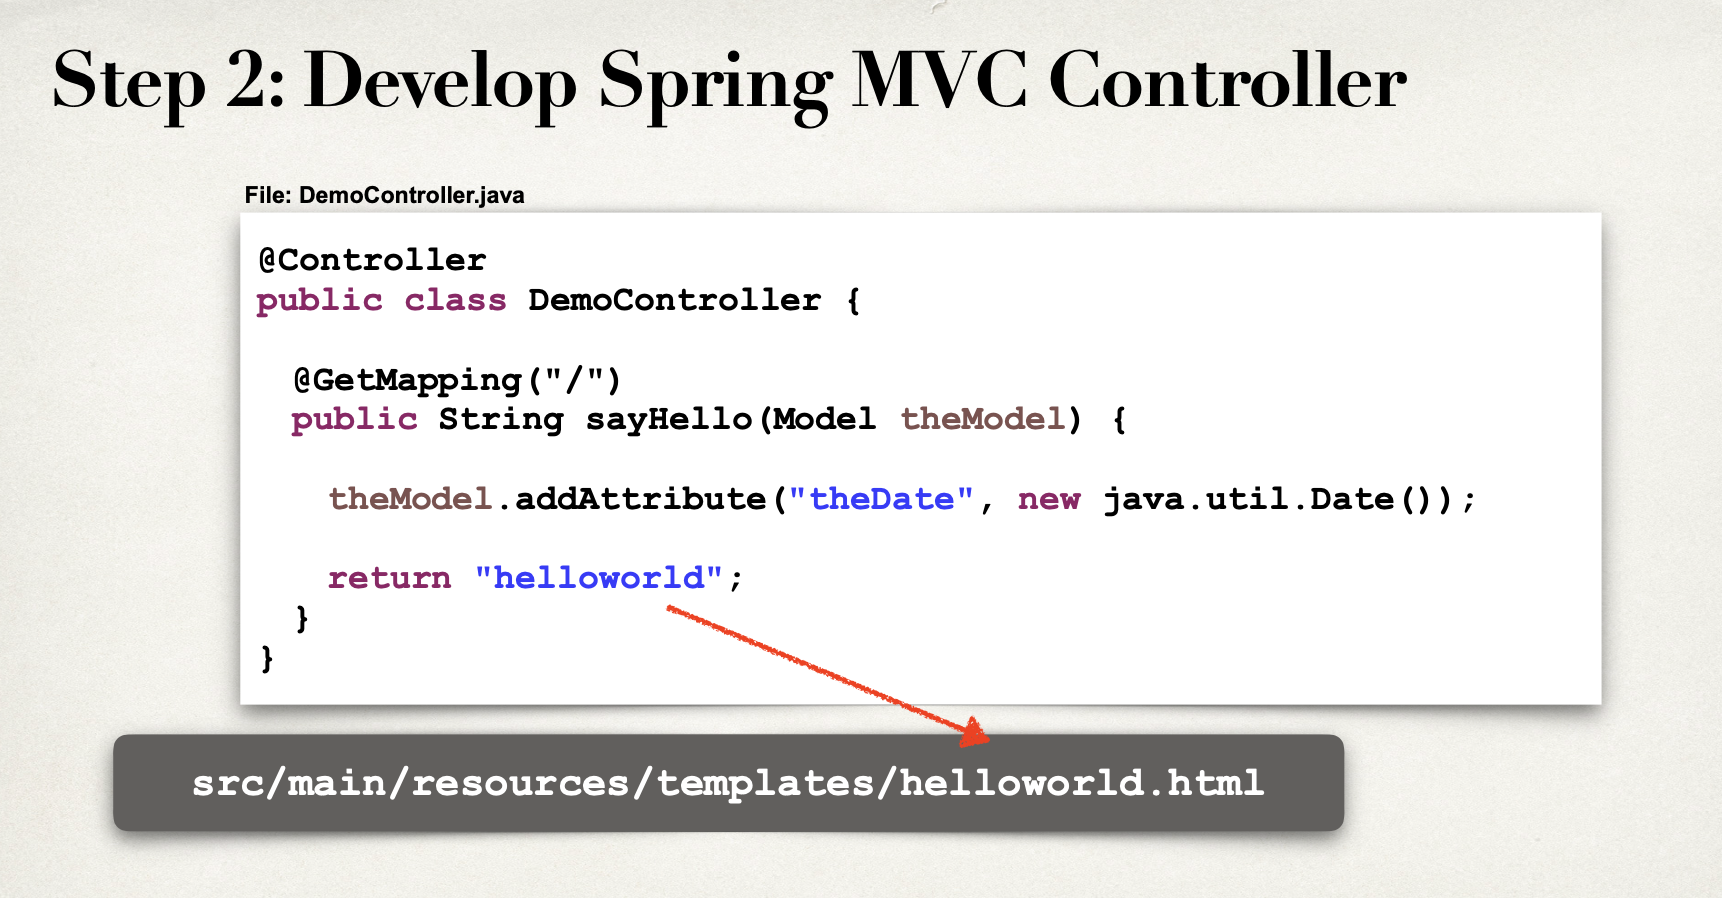 Step 2: Develop Spring MVC Controller
File: DemoController.java
@Controller
public class DemoController {
@GetMapping("/")
public String sayHello(Model theModel) {
theModel.addAttribute("theDate", new java.util.Date());
return "helloworld";
}
}
src/main/resources/templates/helloworld.html